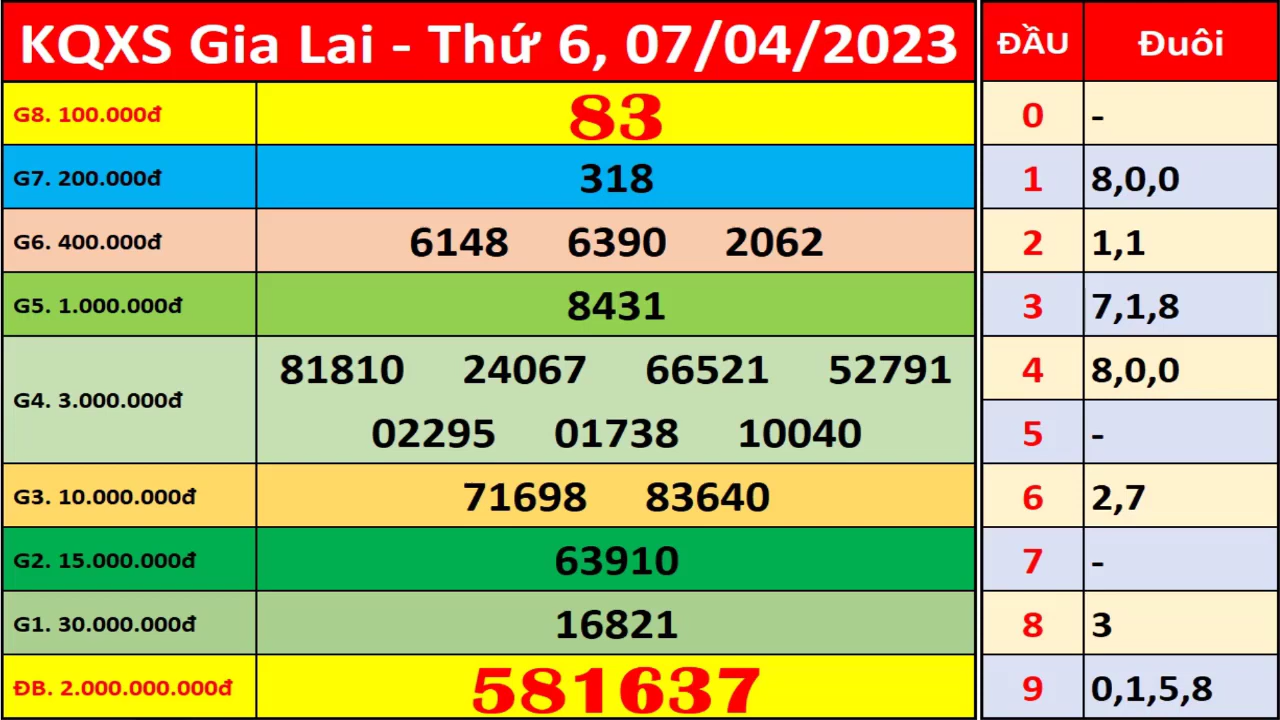 KQXS Gia Lai - Thứ 6, 07/04/2023 ĐẦU Đuôi
G8. 100.000đ 83 0 -
G7. 200.000đ 318 1 8,0,0
G6. 400.000đ 6148 6390 2062 2 1,1
G5. 1.000.000đ 8431 3 7,1,8
81810 24067 66521 52791 4 8,0,0
G4. 3.000.000đ
02295 01738 10040 5 -
G3. 10.000.000đ 71698 83640 6 2,7
G2. 15.000.000đ 63910 7 -
G1. 30.000.000đ 16821 8 3
ĐB. 2.000.000.000đ 581637 9 0,1,5,8